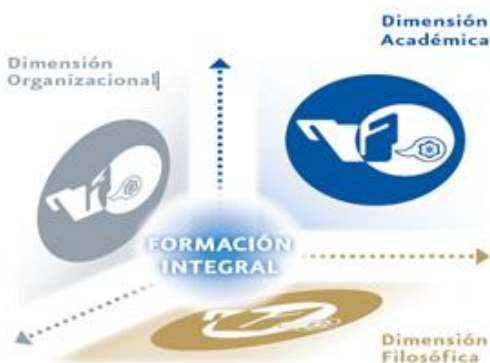 Dimensión
Académica
Dimensión
Organizacional
FORMACIÓN
INTEGRAL
Dimensión
Filosófica